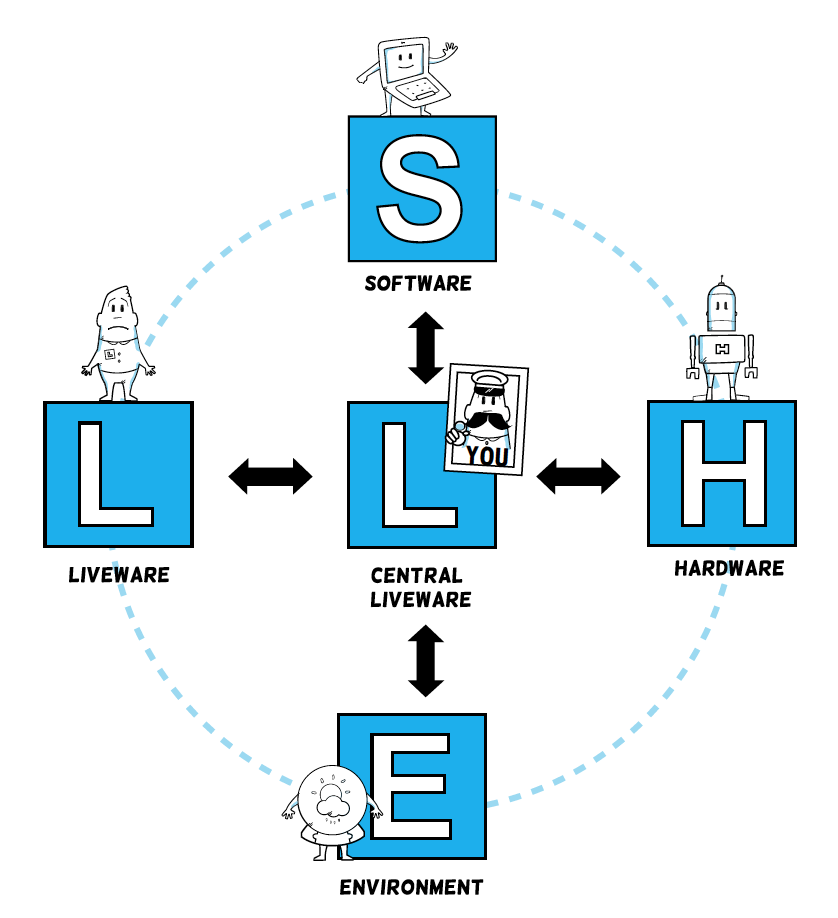 S
SOFTWARE
L
L
YOU
H
L
H
LIVEWARE
CENTRAL
LIVEWARE
HARDWARE
E
ENVIRONMENT